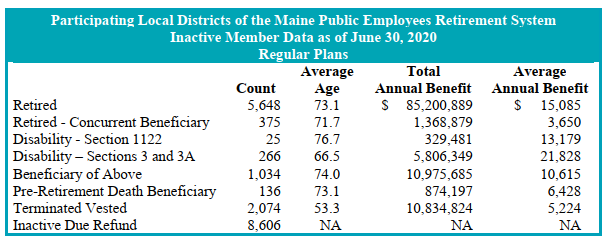 Participating Local Districts of the Maine Public Employees Retirement System
Inactive Member Data as of June 30, 2020
Regular Plans
Average Total Average
Count Age Annual Benefit Annual Benefit
Retired 5,648 73.1 $ 85,200,889 $ 15,085
Retired - Concurrent Beneficiary 375 71.7 1,368,879 3,650
Disability - Section 1122 25 76.7 329,481 13,179
Disability – Sections 3 and 3A 266 66.5 5,806,349 21,828
Beneficiary of Above 1,034 74.0 10,975,685 10,615
Pre-Retirement Death Beneficiary 136 73.1 874,197 6,428
Terminated Vested 2,074 53.3 10,834,824 5,224
Inactive Due Refund 8,606 NA NA NA